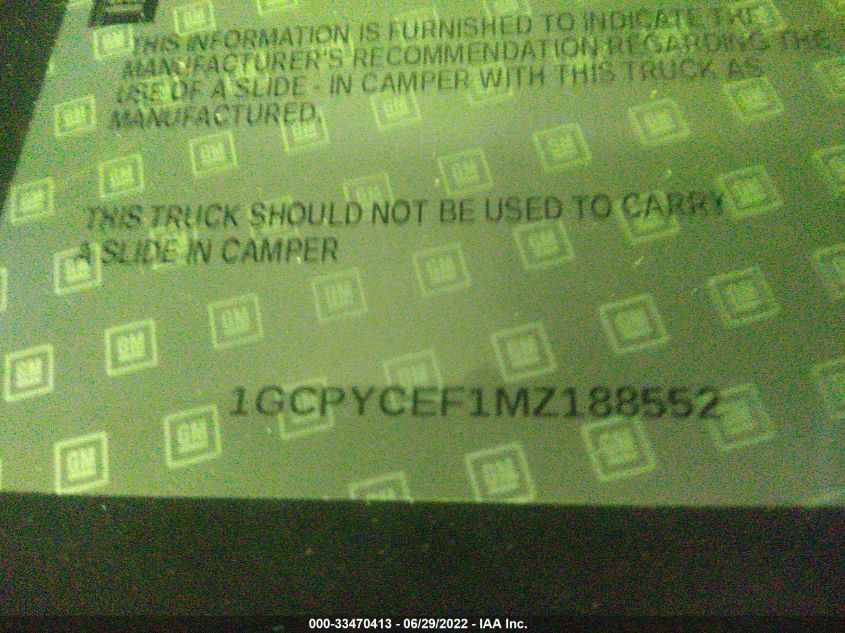 THIS INFORMATION IS FURNISHED TO INDICATE THE
MANUFACTURER'S RECOMMENDATION REGARDING THE
USE OF A SLIDE - IN CAMPER WITH THIS TRUCK AS
MANUFACTURED.
THIS TRUCK SHOULD NOT BE USED TO CARRY
A SLIDE IN CAMPER
1GCPYCEF1MZ188552
000-33470413 - 06/29/2022 - IAA Inc.